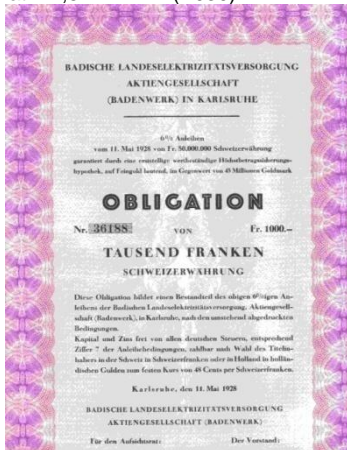 BADISCHE LANDESELEKTRIZITÄTSVERSORGUNG
AKTIENGESELLSCHAFT
(BADENWERK) IN KARLSRUHE
6% Anleihen
vom 11. Mai 1928 von Fr. 30.000.000 Schweizerwährung
garantiert durch eine erststellige wertbeständige Höchstbetragssicherungs-
hypothek, auf Feingold lautend, im Gegenwert von 45 Millionen Goldmark
OBLIGATION
Nr. 36188 VON Fr. 1000.–
TAUSEND FRANKEN
SCHWEIZERWÄHRUNG
Diese Obligation bildet einen Bestandteil des obigen 6%igen An-
leihens der Badischen Landeselektrizitätsversorgung Aktiengesell-
schaft (Badenwerk), in Karlsruhe, nach den umstehend abgedruckten
Bedingungen.
Kapital und Zins frei von allen deutschen Steuern, entsprechend
Ziffer 7 der Anleihebedingungen, zahlbar nach Wahl des Titelin-
habers in der Schweiz in Schweizerfranken oder in Holland in hollän-
dischen Gulden zum festen Kurs von 48 Cents per Schweizerfranken.
Karlsruhe, den 11. Mai 1928
BADISCHE LANDESELEKTRIZITÄTSVERSORGUNG
AKTIENGESELLSCHAFT (BADENWERK)
Für den Aufsichtsrat: Der Vorstand: